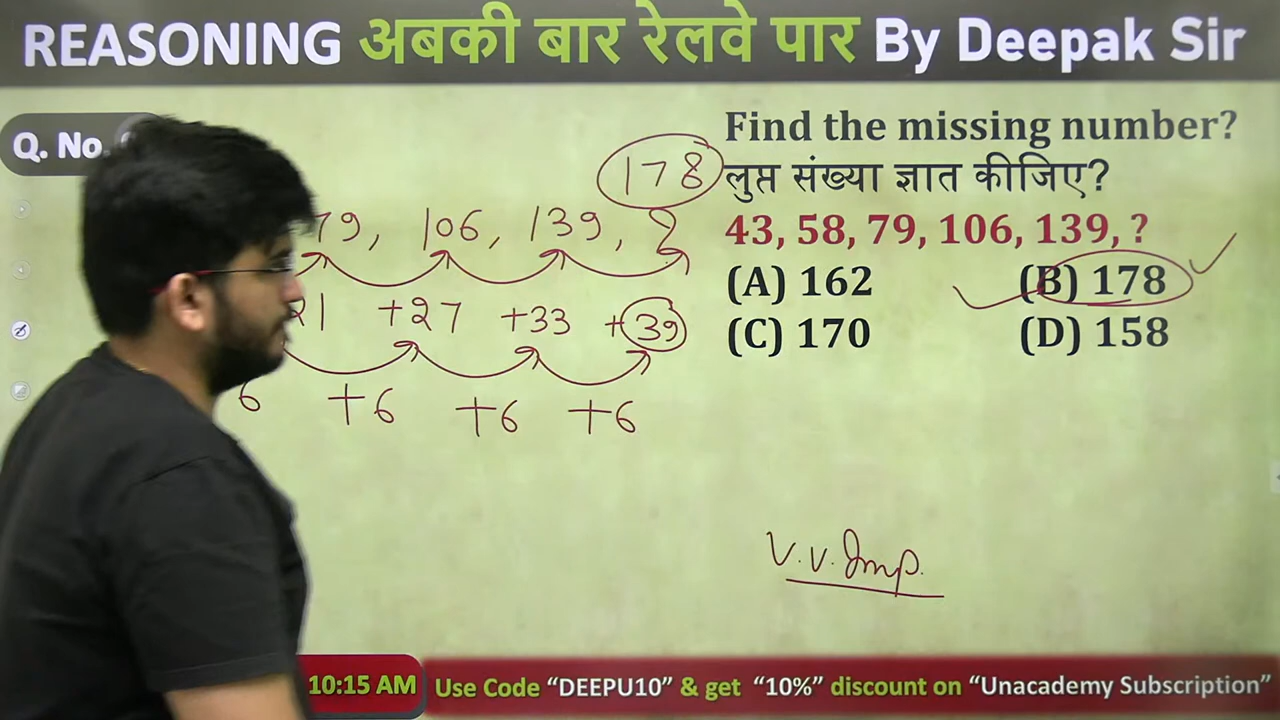 REASONING अबकी बार रेलवे पार By Deepak Sir
Q. No.
Find the missing number?
लुप्त संख्या ज्ञात कीजिए?
43, 58, 79, 106, 139, ?
(A) 162 (B) 178
(C) 170 (D) 158
178
79, 106, 139, ?
21 +27 +33 +39
6 +6 +6 +6
V.V.Imp.
10:15 AM
Use Code “DEEPU10” & get “10%” discount on “Unacademy Subscription”